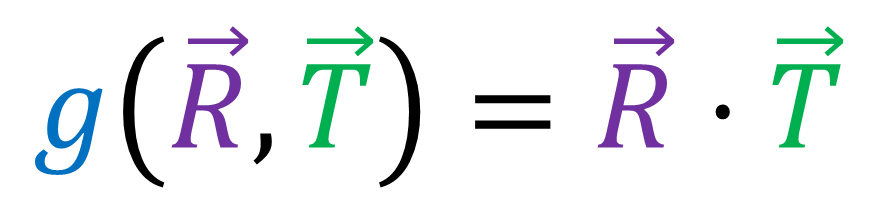 g(R⃗, T⃗) = R⃗ · T⃗